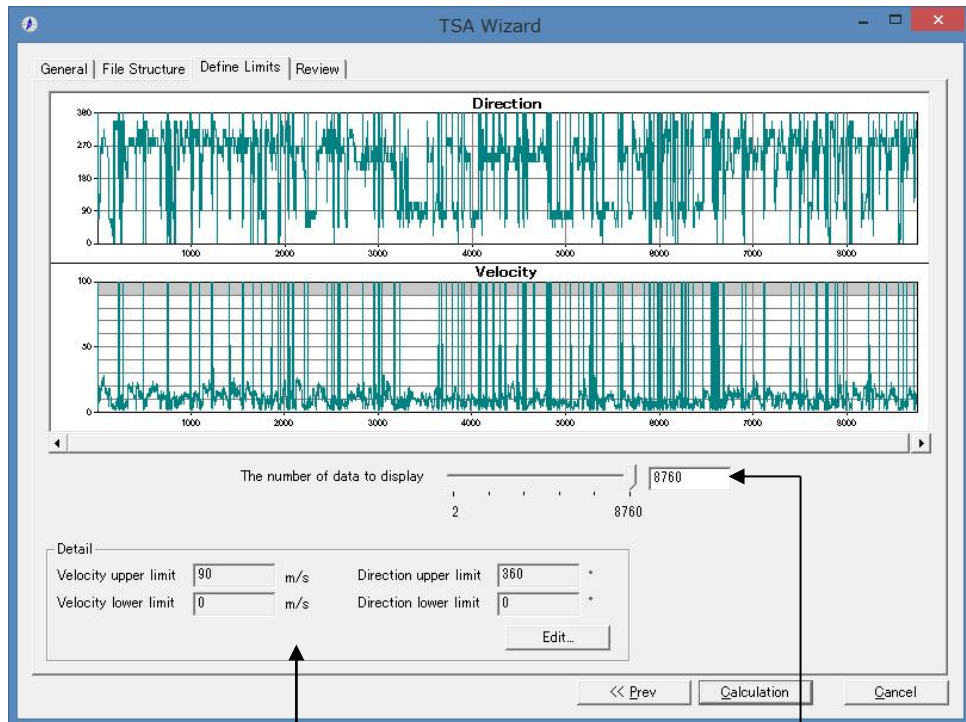 TSA Wizard
General File Structure Define Limits Review
Direction
360
270
180
90
0
1000 2000 3000 4000 5000 6000 7000 8000
Velocity
100
50
0
1000 2000 3000 4000 5000 6000 7000 8000
The number of data to display 8760
2 8760
Detail
Velocity upper limit 90 m/s Direction upper limit 360 °
Velocity lower limit 0 m/s Direction lower limit 0 °
Edit...
<< Prev Calculation Cancel